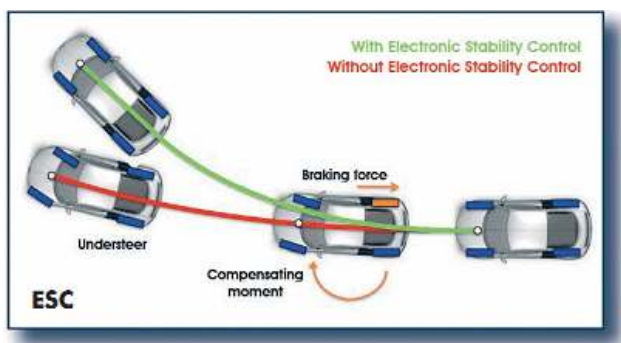 With Electronic Stability Control
Without Electronic Stability Control
Braking force
Understeer
Compensating
moment
ESC